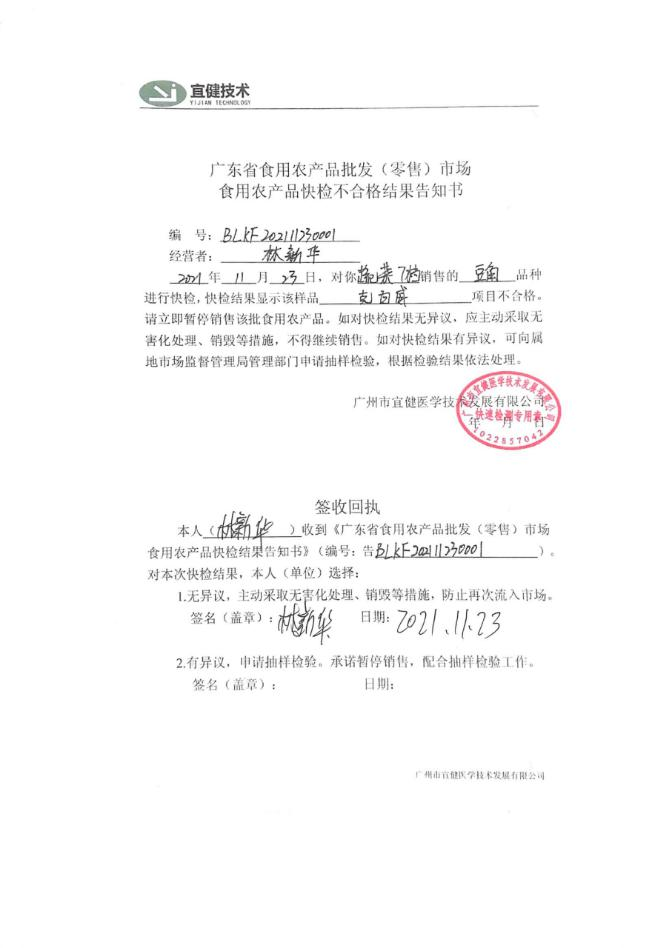 宜健技术
YIJIAN TECHNOLOGY
广东省食用农产品批发（零售）市场
食用农产品快检不合格结果告知书
编　号：BLKF202111230001
经营者：林新华
2021年 11 月 23 日，对你蔬菜7档销售的 豆角 品种
进行快检，快检结果显示该样品 克百威 项目不合格。
请立即暂停销售该批食用农产品。如对快检结果无异议，应主动采取无
害化处理、销毁等措施，不得继续销售。如对快检结果有异议，可向属
地市场监督管理局管理部门申请抽样检验，根据检验结果依法处理。
广州市宜健医学技术发展有限公司
年　月　日
广州市宜健医学技术发展有限公司
快速检测专用章
1022857042
签收回执
本人（林新华）收到《广东省食用农产品批发（零售）市场
食用农产品快检结果告知书》（编号：告BLKF202111230001）。
对本次快检结果，本人（单位）选择：
1.无异议，主动采取无害化处理、销毁等措施，防止再次流入市场。
签名（盖章）：林新华　日期：2021.11.23
2.有异议，申请抽样检验。承诺暂停销售，配合抽样检验工作。
签名（盖章）：　日期：
广州市宜健医学技术发展有限公司